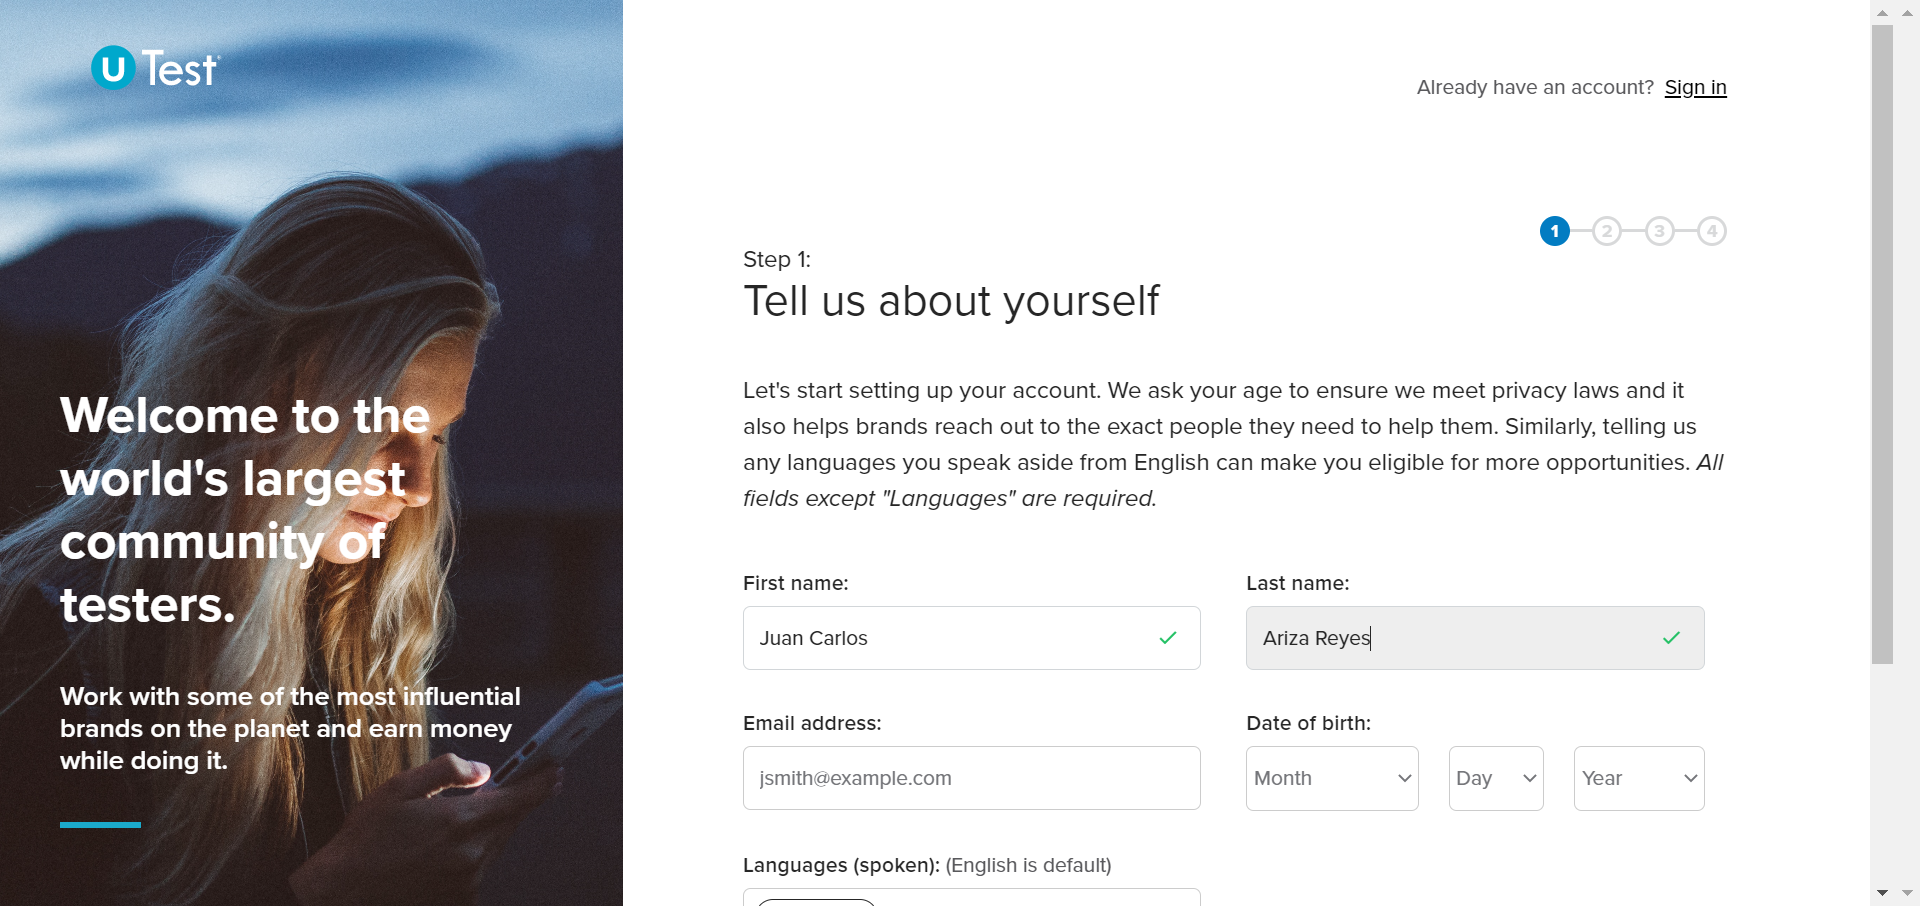 U Test
Welcome to the
world's largest
community of
testers.
Work with some of the most influential
brands on the planet and earn money
while doing it.
Already have an account? Sign in
1 2 3 4
Step 1:
Tell us about yourself
Let's start setting up your account. We ask your age to ensure we meet privacy laws and it
also helps brands reach out to the exact people they need to help them. Similarly, telling us
any languages you speak aside from English can make you eligible for more opportunities. All
fields except "Languages" are required.
First name:
Juan Carlos
Last name:
Ariza Reyes
Email address:
jsmith@example.com
Date of birth:
Month Day Year
Languages (spoken): (English is default)